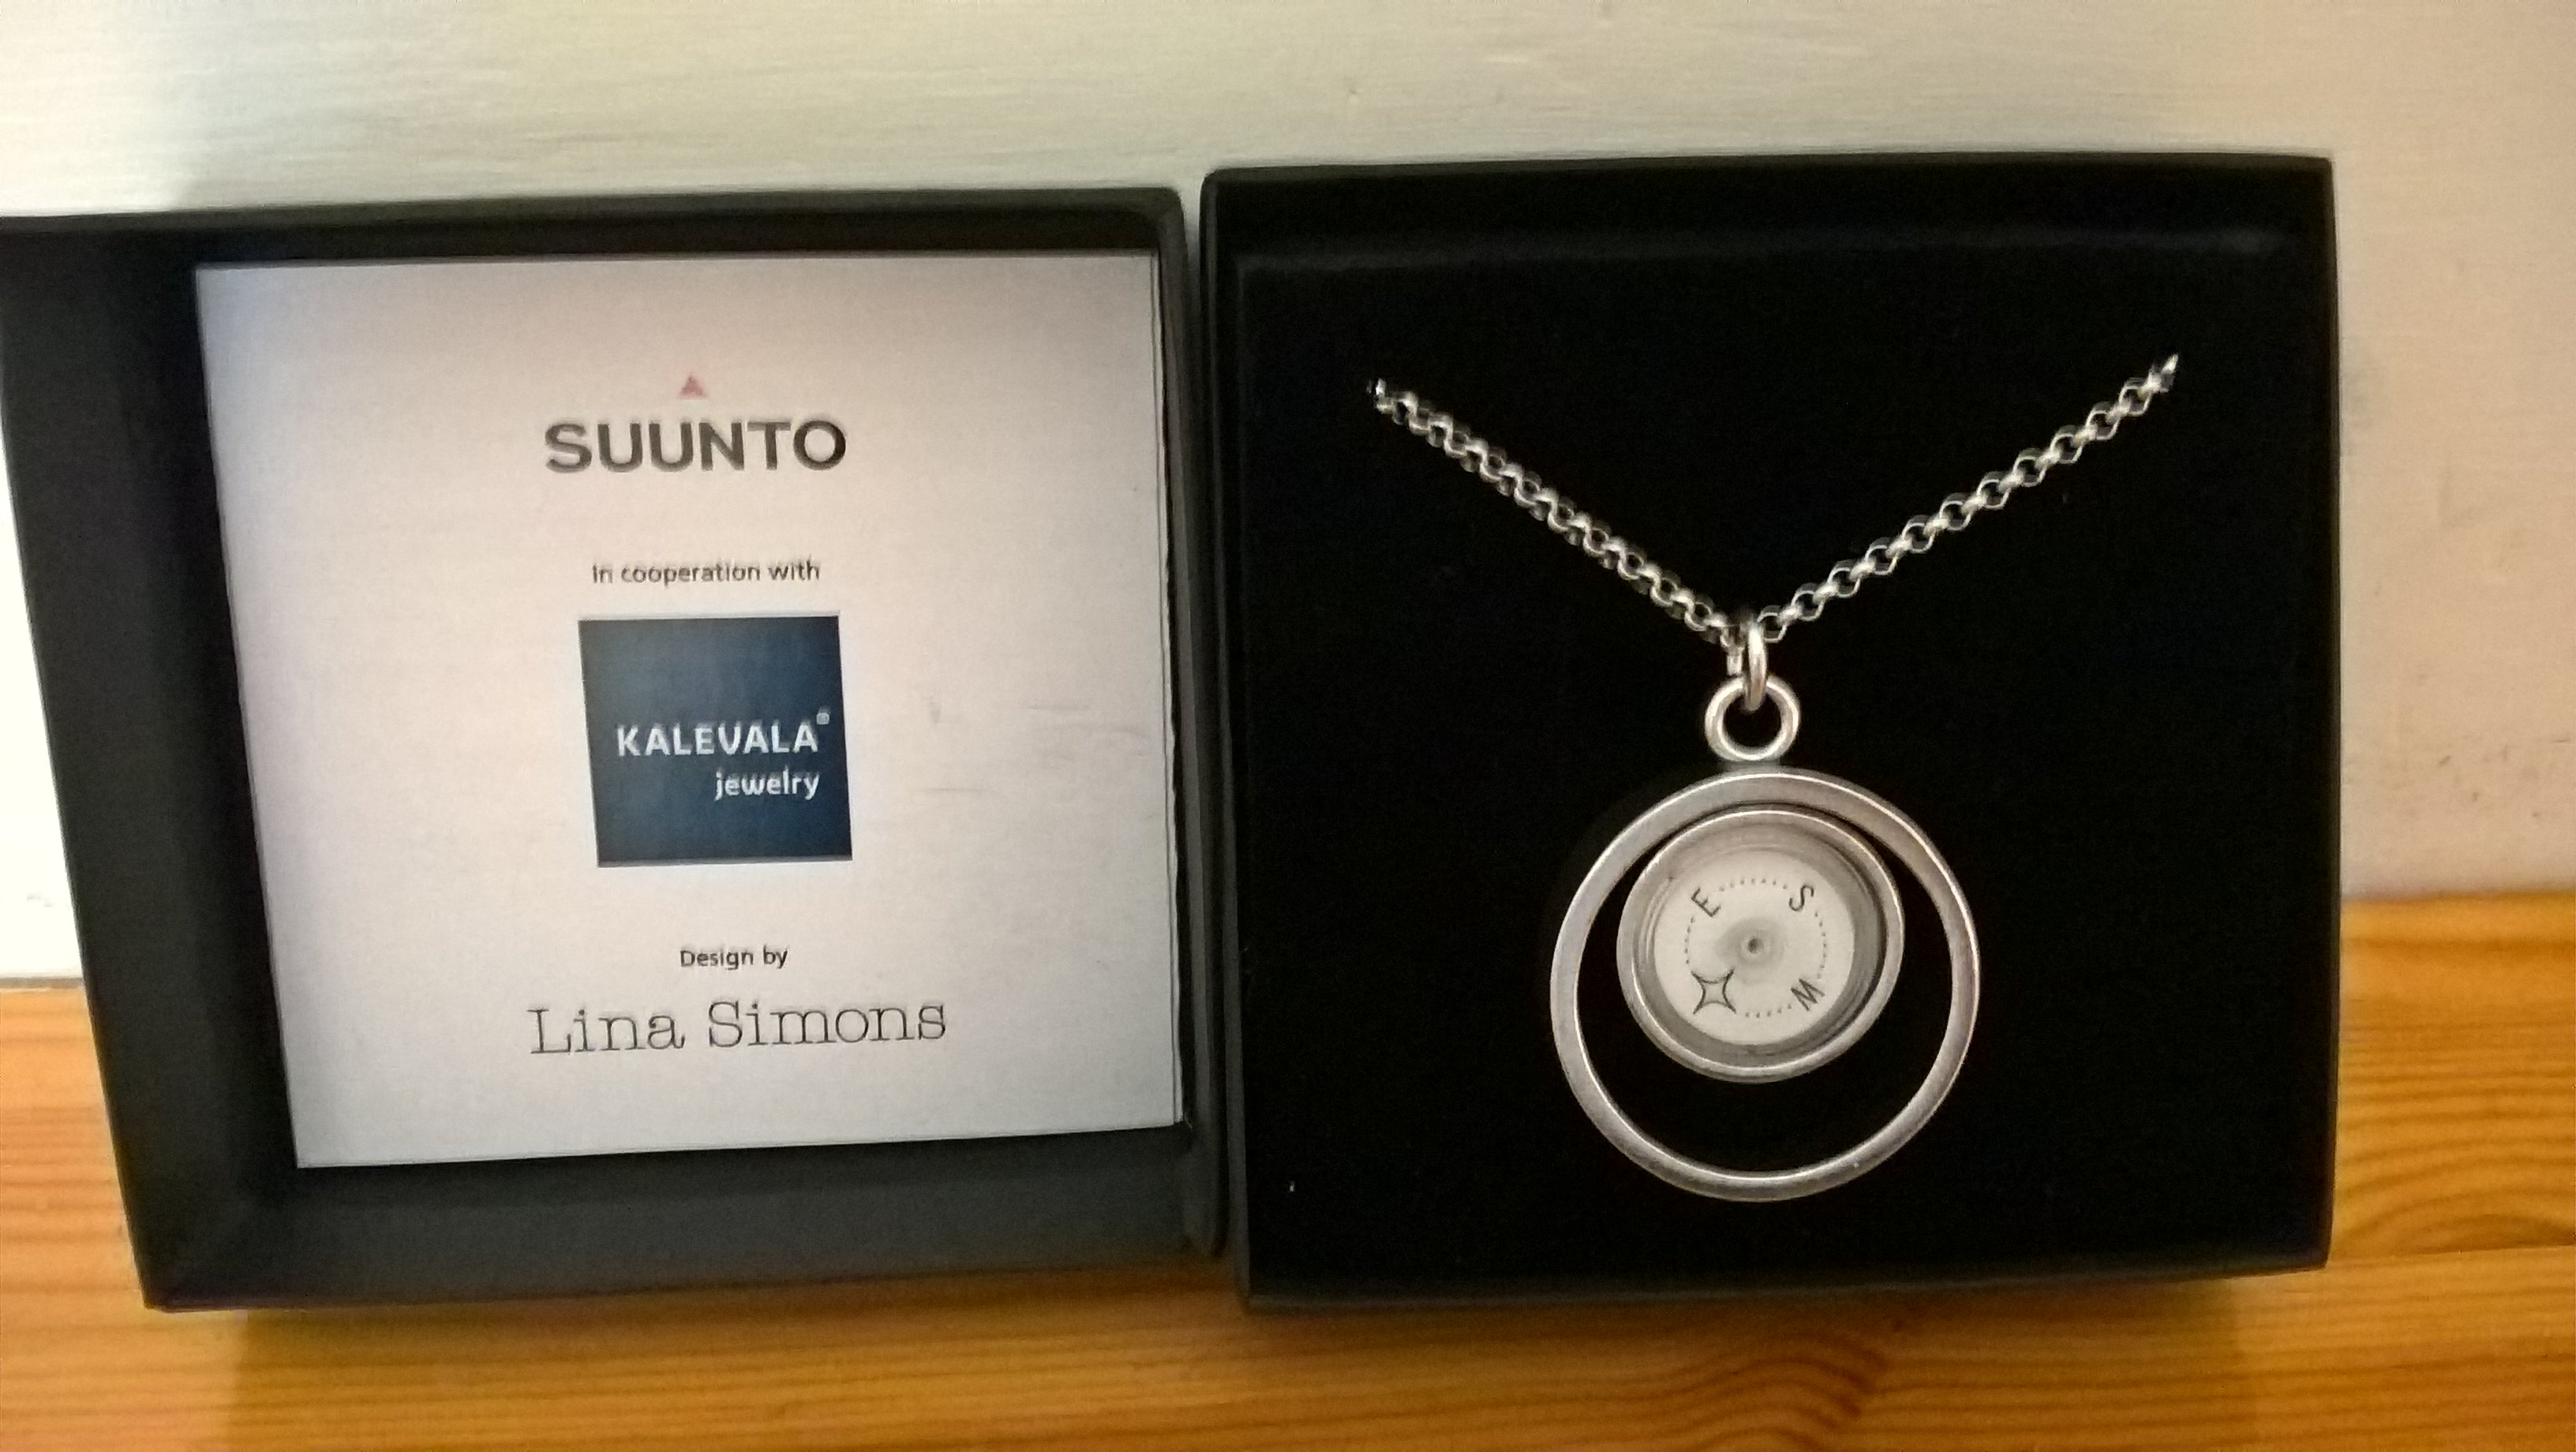 SUUNTO
in cooperation with
KALEVALA®
jewelry
Design by
Lina Simons
E S
W